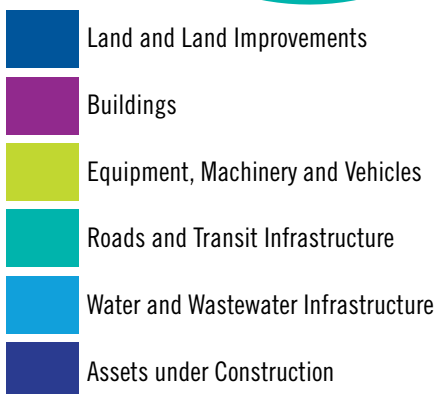 Land and Land Improvements
Buildings
Equipment, Machinery and Vehicles
Roads and Transit Infrastructure
Water and Wastewater Infrastructure
Assets under Construction